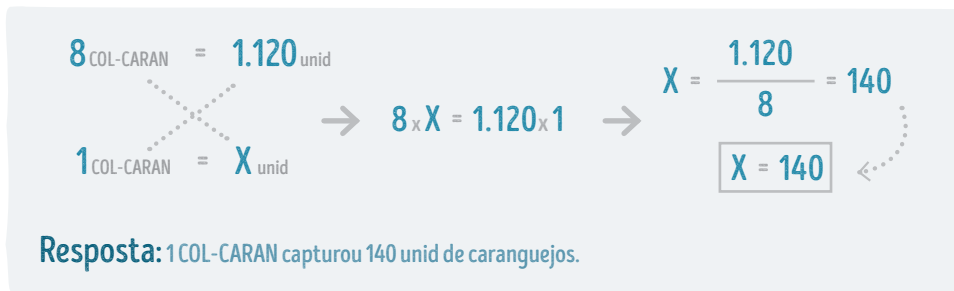 8 COL-CARAN = 1.120 unid
1 COL-CARAN = X unid
8 x X = 1.120 x 1
X = 1.120 / 8 = 140
X = 140
Resposta: 1 COL-CARAN capturou 140 unid de caranguejos.